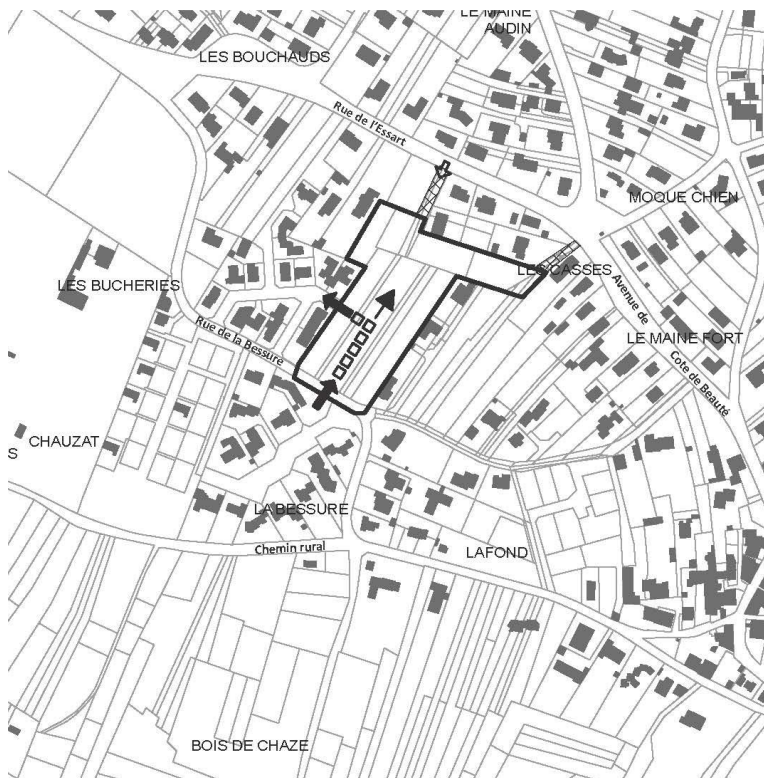 LE MAINE
AUDIN
LES BOUCHAUDS
Rue de l'Essart
MOQUE CHIEN
LES CASSES
LES BUCHERIES
Avenue de
Cote de Beauté
Rue de la Bessure
LE MAINE FORT
CHAUZAT
S
LA BESSURE
Chemin rural
LAFOND
BOIS DE CHAZE